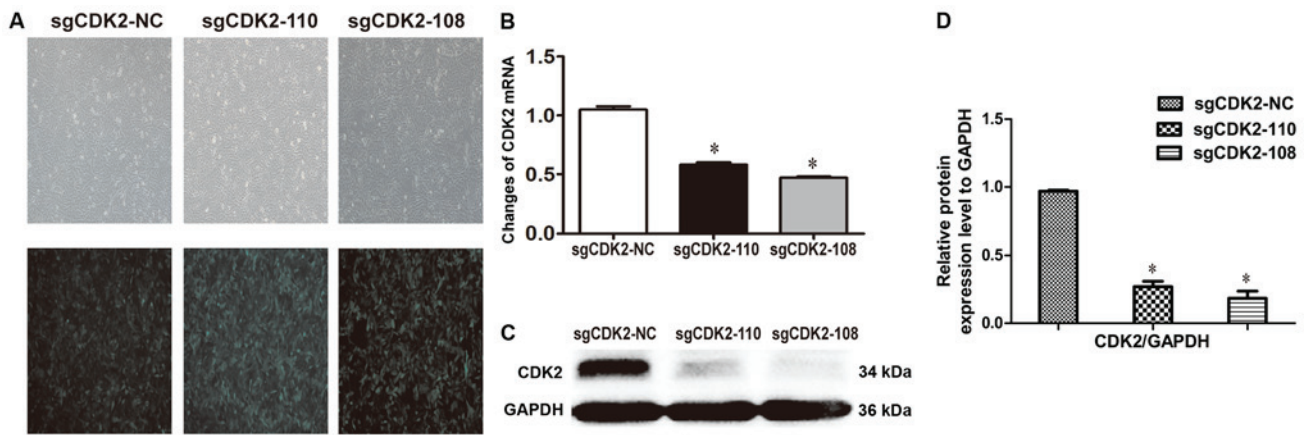 A
sgCDK2-NC
sgCDK2-110
sgCDK2-108
B
Changes of CDK2 mRNA
1.5
1.0
0.5
0.0
*
*
sgCDK2-NC
sgCDK2-110
sgCDK2-108
C
sgCDK2-NC
sgCDK2-110
sgCDK2-108
CDK2
34 kDa
GAPDH
36 kDa
D
sgCDK2-NC
sgCDK2-110
sgCDK2-108
Relative protein
expression level to GAPDH
1.5
1.0
0.5
0.0
*
*
CDK2/GAPDH